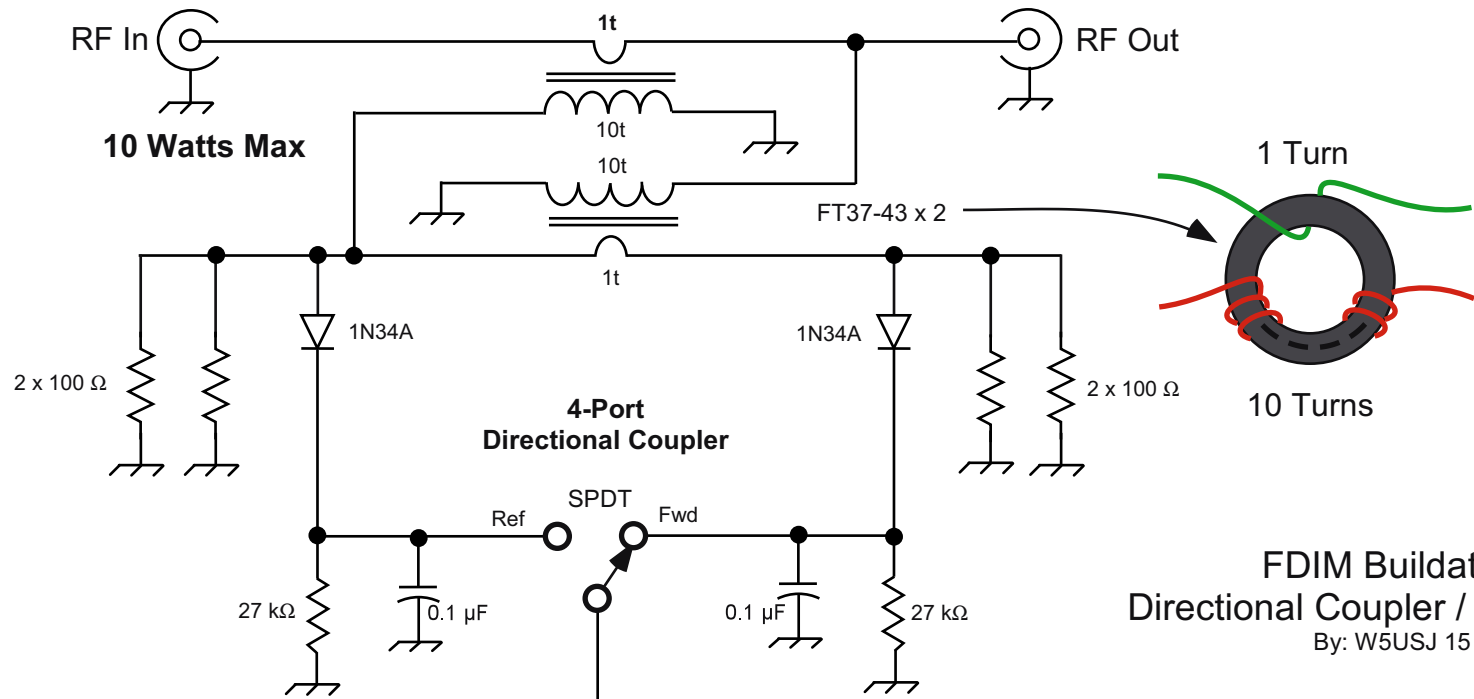 RF In
1t
RF Out
10t
10 Watts Max
10t
1 Turn
FT37-43 x 2
1t
1N34A
1N34A
2 x 100 Ω
2 x 100 Ω
10 Turns
4-Port
Directional Coupler
SPDT
Ref
Fwd
27 kΩ
0.1 µF
0.1 µF
27 kΩ
FDIM Buildat
Directional Coupler /
By: W5USJ 15